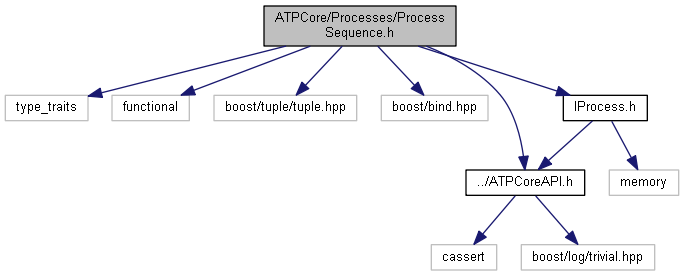 ATPCore/Processes/Process
Sequence.h
type_traits
functional
boost/tuple/tuple.hpp
boost/bind.hpp
IProcess.h
../ATPCoreAPI.h
memory
cassert
boost/log/trivial.hpp